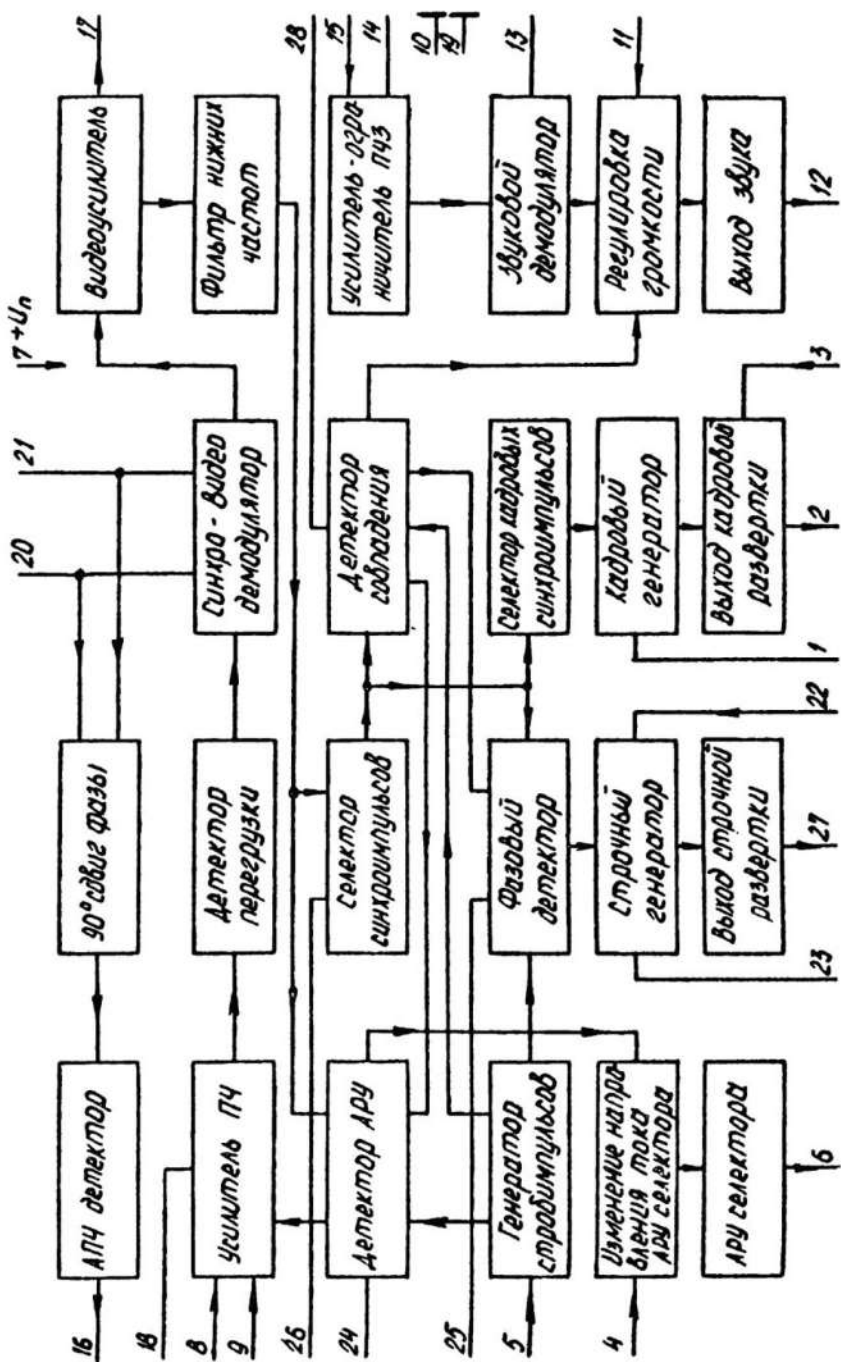 16
АПЧ детектор
90° сдвиг фазы
20
21
7 +Uп
Видеоусилитель
17
18
8
9
Усилитель ПЧ
Детектор
перегрузки
Синхро-видео
демодулятор
Фильтр нижних
частот
26
24
Детектор АРУ
Селектор
синхроимпульсов
Детектор
совпадения
28
Усилитель-огра-
ничитель ПЧЗ
15
14
10
19
25
5
Генератор
стробимпульсов
Фазовый
детектор
Селектор кадровых
синхроимпульсов
Звуковой
демодулятор
13
4
Изменение напра-
вления тока
АРУ селектора
Строчный
генератор
Кадровый
генератор
Регулировка
громкости
11
АРУ селектора
Выход строчной
развертки
Выход кадровой
развертки
Выход звука
6
23
27
22
1
2
3
12